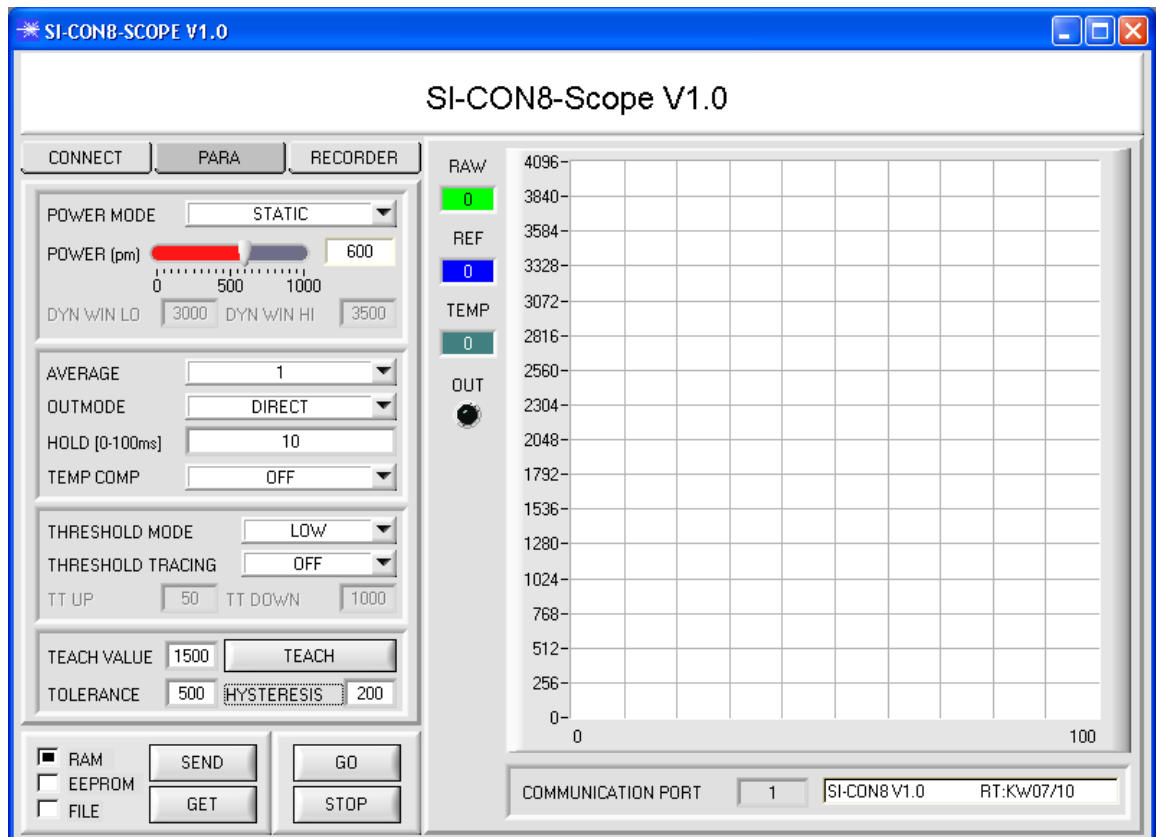 SI-CON8-SCOPE V1.0
SI-CON8-Scope V1.0
CONNECT PARA RECORDER
POWER MODE STATIC
POWER (pm) 600
0 500 1000
DYN WIN LO 3000 DYN WIN HI 3500
AVERAGE 1
OUTMODE DIRECT
HOLD [0-100ms] 10
TEMP COMP OFF
THRESHOLD MODE LOW
THRESHOLD TRACING OFF
TT UP 50 TT DOWN 1000
TEACH VALUE 1500 TEACH
TOLERANCE 500 HYSTERESIS 200
RAM
EEPROM
FILE
SEND
GET
GO
STOP
RAW
0
REF
0
TEMP
0
OUT
4096
3840
3584
3328
3072
2816
2560
2304
2048
1792
1536
1280
1024
768
512
256
0
0 100
COMMUNICATION PORT 1 SI-CON8 V1.0 RT:KW07/10